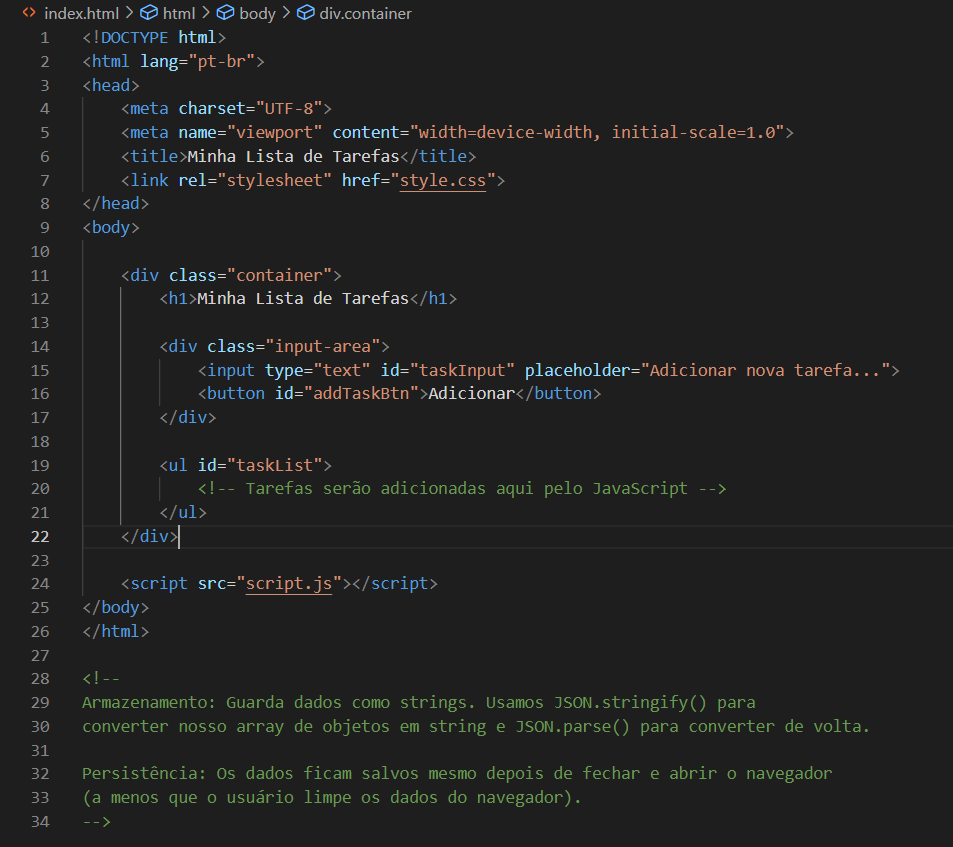 index.html > html > body > div.container
1 <!DOCTYPE html>
2 <html lang="pt-br">
3 <head>
4     <meta charset="UTF-8">
5     <meta name="viewport" content="width=device-width, initial-scale=1.0">
6     <title>Minha Lista de Tarefas</title>
7     <link rel="stylesheet" href="style.css">
8 </head>
9 <body>
10
11     <div class="container">
12         <h1>Minha Lista de Tarefas</h1>
13
14         <div class="input-area">
15             <input type="text" id="taskInput" placeholder="Adicionar nova tarefa...">
16             <button id="addTaskBtn">Adicionar</button>
17         </div>
18
19         <ul id="taskList">
20             <!-- Tarefas serão adicionadas aqui pelo JavaScript -->
21         </ul>
22     </div>
23
24     <script src="script.js"></script>
25 </body>
26 </html>
27
28 <!--
29 Armazenamento: Guarda dados como strings. Usamos JSON.stringify() para
30 converter nosso array de objetos em string e JSON.parse() para converter de volta.
31
32 Persistência: Os dados ficam salvos mesmo depois de fechar e abrir o navegador
33 (a menos que o usuário limpe os dados do navegador).
34 -->